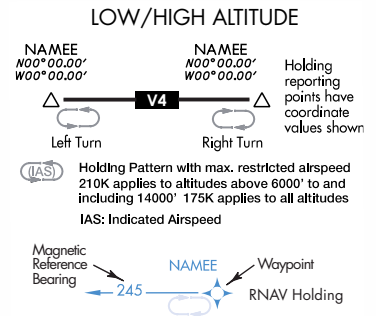 LOW/HIGH ALTITUDE
NAMEE
N00°00.00'
W00°00.00'
NAMEE
N00°00.00'
W00°00.00'
Holding
reporting
points have
coordinate
values shown
V4
Left Turn
Right Turn
(IAS)
Holding Pattern with max. restricted airspeed
210K applies to altitudes above 6000' to and
including 14000' 175K applies to all altitudes
IAS: Indicated Airspeed
Magnetic
Reference
Bearing
NAMEE
Waypoint
245
RNAV Holding